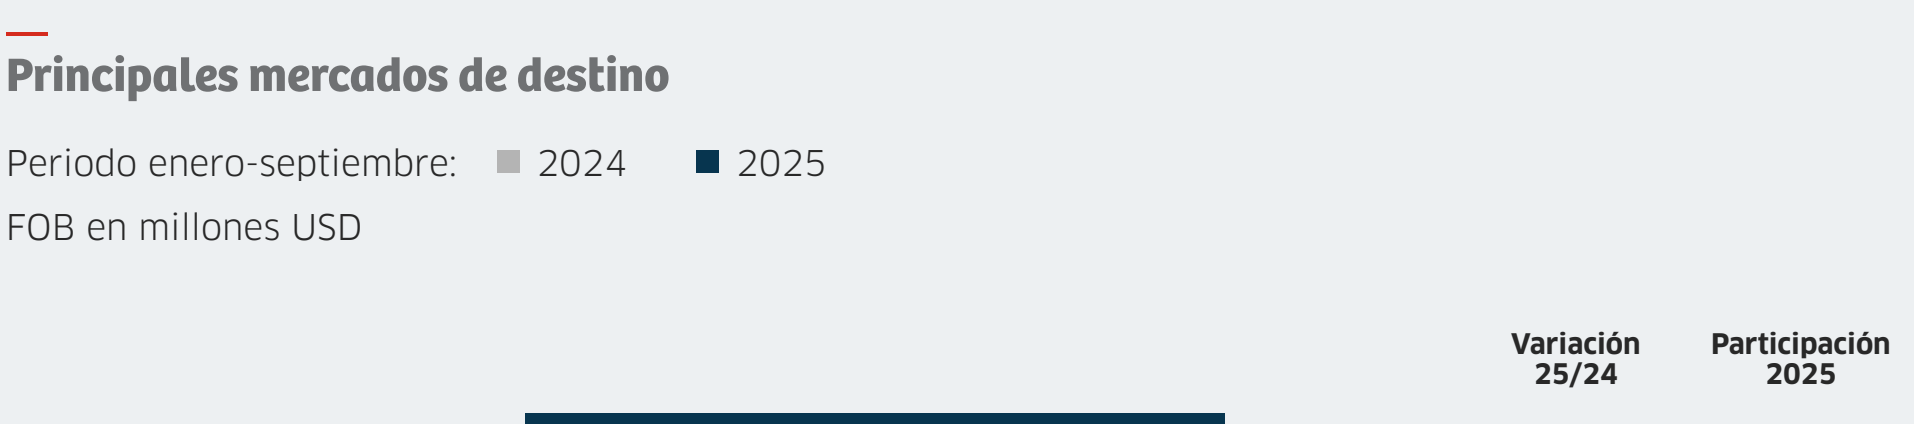 Principales mercados de destino
Periodo enero-septiembre: 2024 2025
FOB en millones USD
Variación Participación
25/24 2025